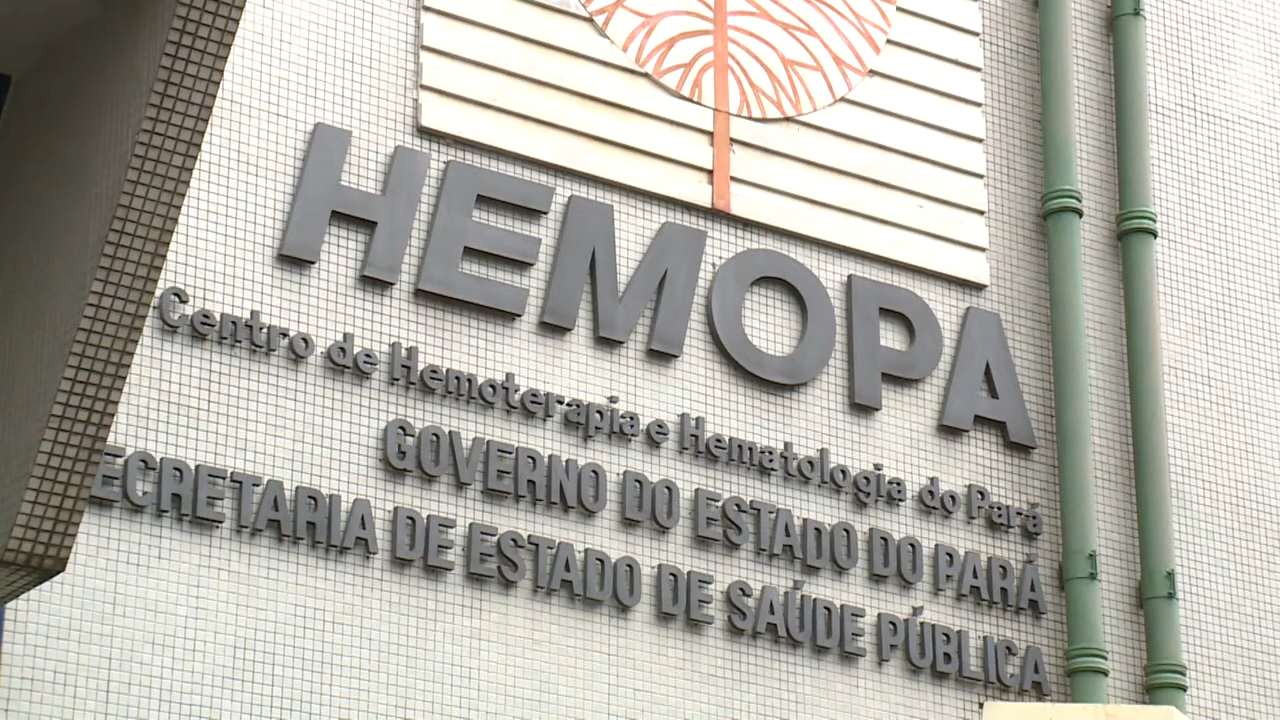 HEMOPA
Centro de Hemoterapia e Hematologia do Pará
GOVERNO DO ESTADO DO PARÁ
ECRETARIA DE ESTADO DE SAÚDE PÚBLICA